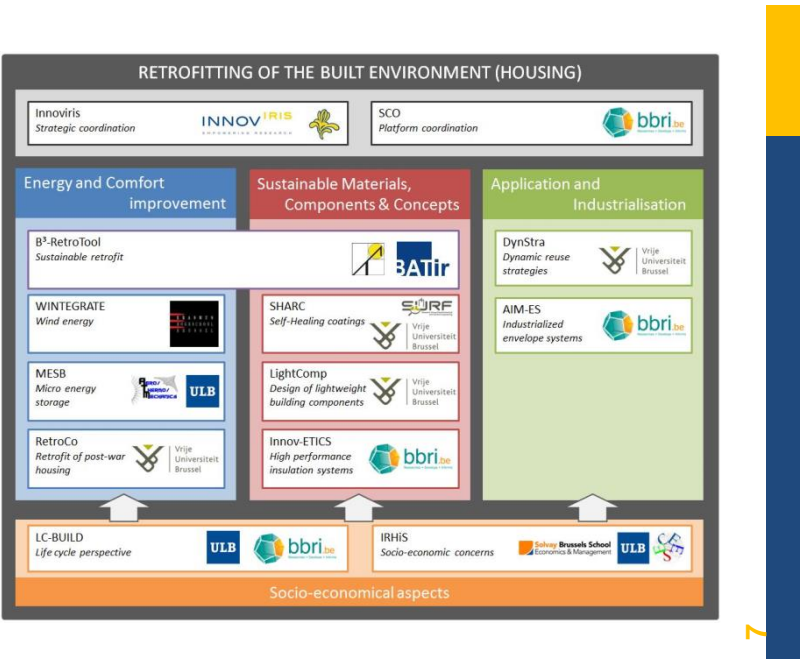 RETROFITTING OF THE BUILT ENVIRONMENT (HOUSING)
Innoviris
Strategic coordination
INNOVIRIS
EMPOWERING RESEARCH
SCO
Platform coordination
bbri.be
Energy and Comfort
improvement
Sustainable Materials,
Components & Concepts
Application and
Industrialisation
B³-RetroTool
Sustainable retrofit
BATir
DynStra
Dynamic reuse
strategies
Vrije
Universiteit
Brussel
WINTEGRATE
Wind energy
SHARC
Self-Healing coatings
SURF
Vrije
Universiteit
Brussel
AIM-ES
Industrialized
envelope systems
bbri.be
MESB
Micro energy
storage
ULB
LightComp
Design of lightweight
building components
Vrije
Universiteit
Brussel
RetroCo
Retrofit of post-war
housing
Vrije
Universiteit
Brussel
Innov-ETICS
High performance
insulation systems
bbri.be
LC-BUILD
Life cycle perspective
ULB
bbri.be
IRHiS
Socio-economic concerns
Solvay Brussels School
Economics & Management
ULB
Socio-economical aspects
7